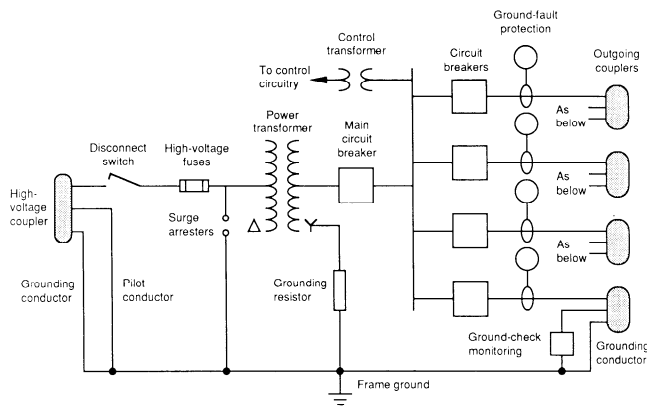 Ground-fault
protection
Control
transformer
Circuit
breakers
Outgoing
couplers
To control
circuitry
As
below
Power
transformer
Main
circuit
breaker
Disconnect
switch
High-voltage
fuses
As
below
High-
voltage
coupler
Surge
arresters
Δ
Y
As
below
Grounding
conductor
Pilot
conductor
Grounding
resistor
Ground-check
monitoring
Grounding
conductor
Frame ground